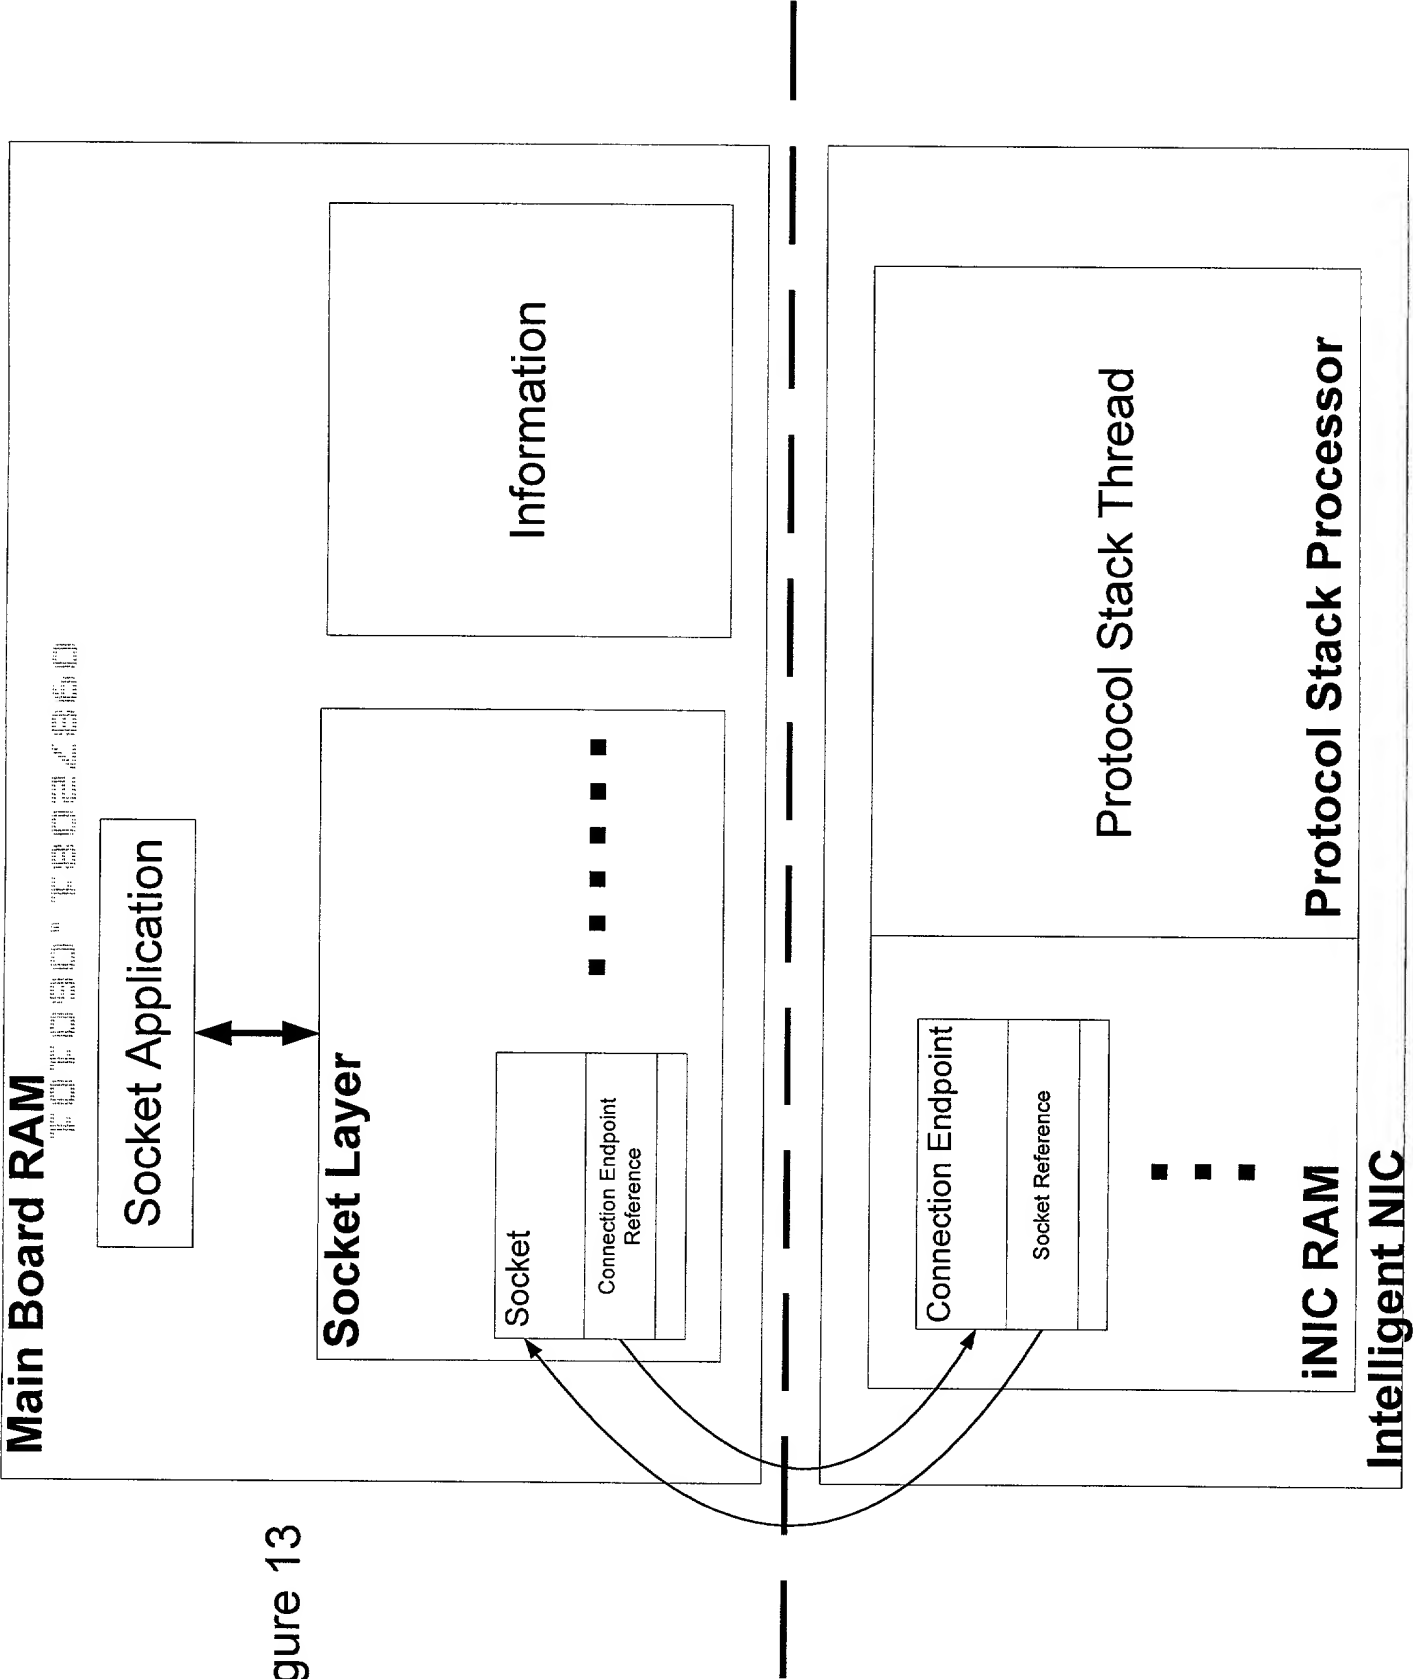 Main Board RAM
Socket Application
Socket Layer
Socket
Connection Endpoint
Reference
Information
Connection Endpoint
Socket Reference
iNIC RAM
Protocol Stack Thread
Protocol Stack Processor
Intelligent NIC
gure 13